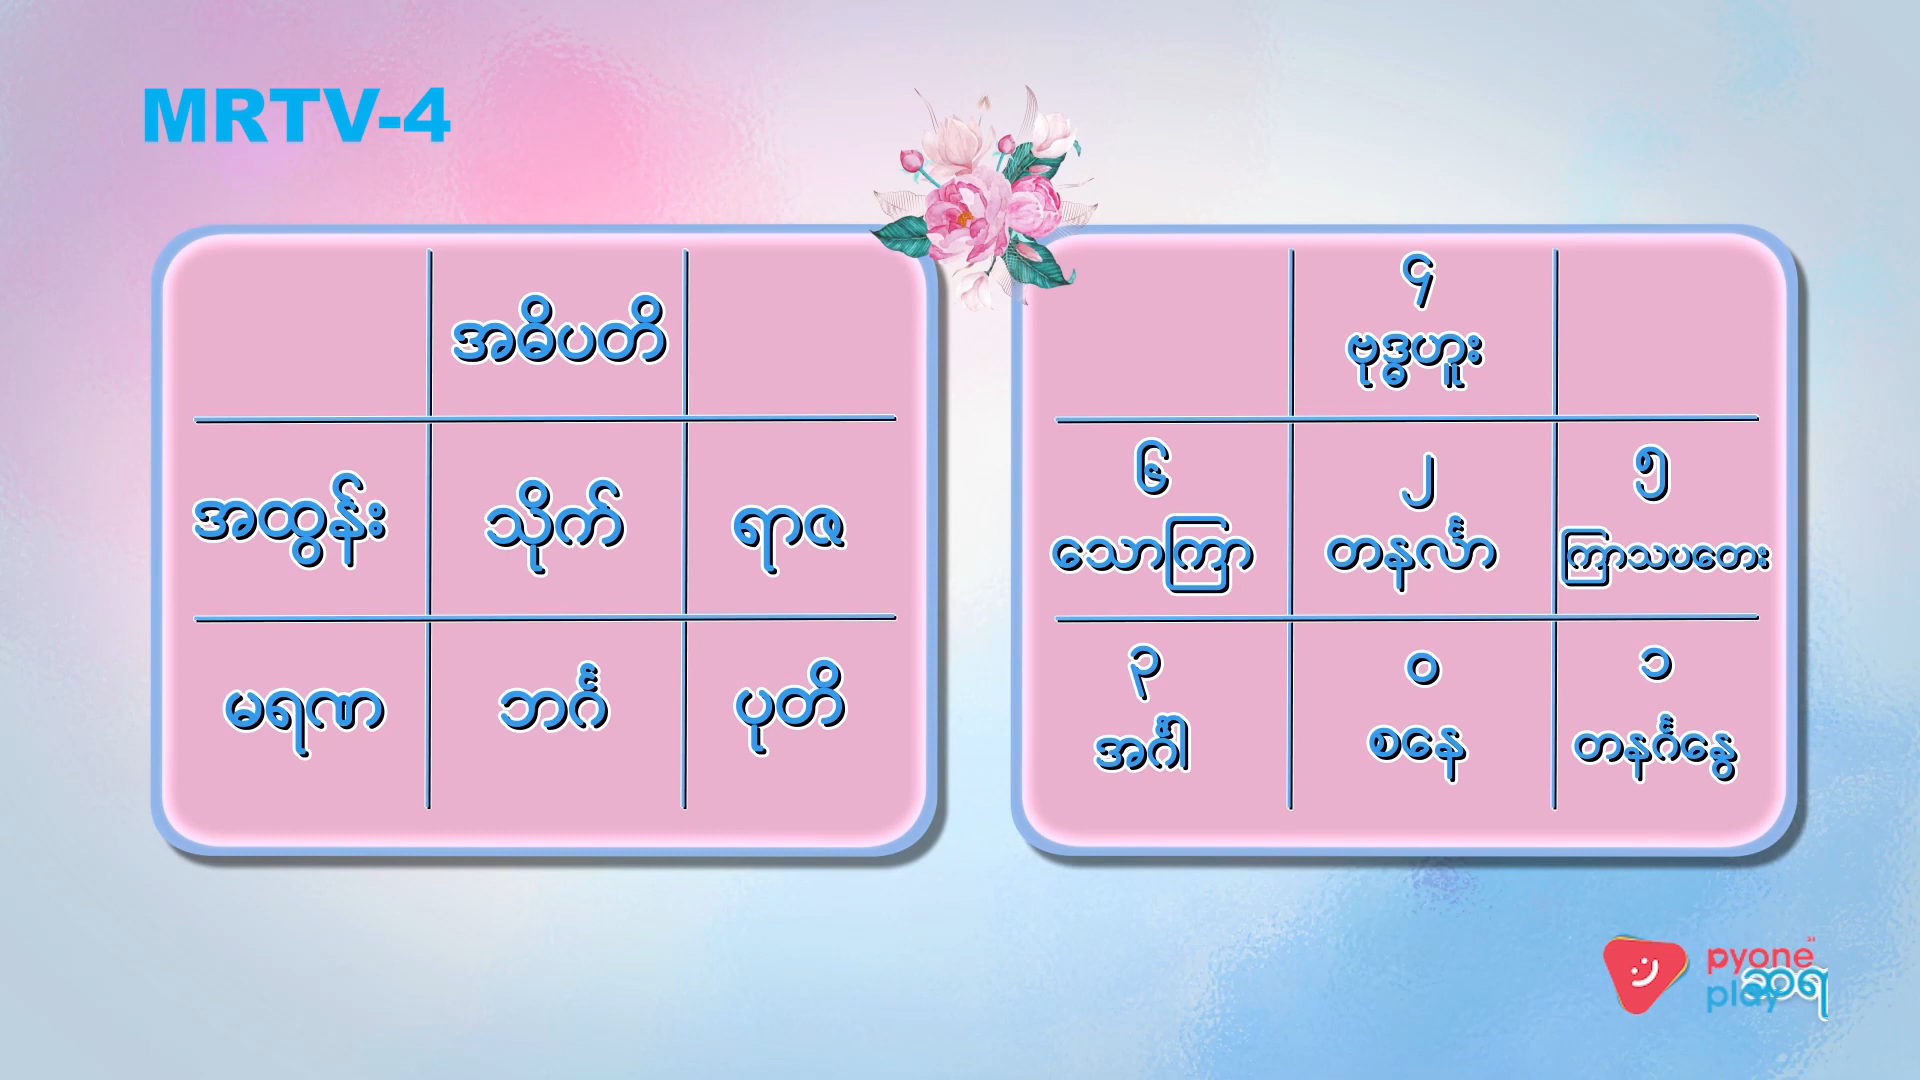 MRTV-4
အဓိပတိ
အထွန်း သိုက် ရာဇ
မရဏ ဘင်္ဂ ပုတိ
၄
ဗုဒ္ဓဟူး
၆ ၂ ၅
သောကြာ တနင်္လာ ကြာသပတေး
၃ ၀ ၁
အင်္ဂါ စနေ တနင်္ဂနွေ
pyone
play
ဆရ